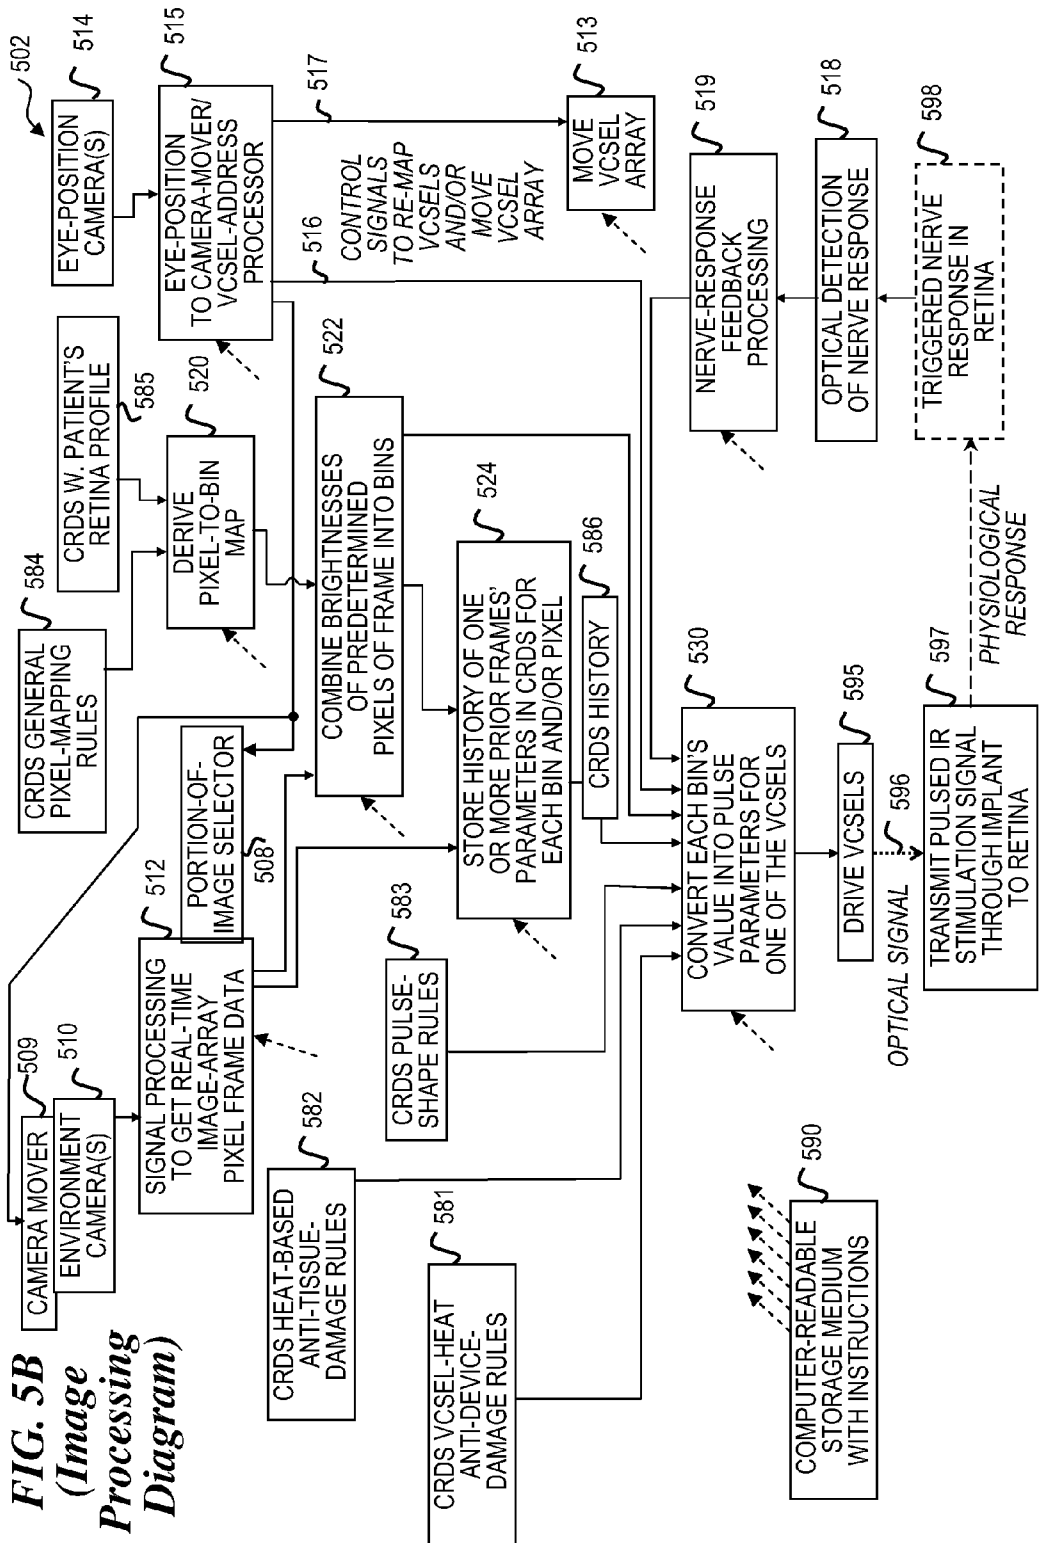 FIG. 5B
(Image
Processing
Diagram)
502
CAMERA MOVER
509
ENVIRONMENT
CAMERA(S)
510
SIGNAL PROCESSING
TO GET REAL-TIME
IMAGE-ARRAY
PIXEL FRAME DATA
512
PORTION-OF-
IMAGE SELECTOR
508
CRDS GENERAL
PIXEL-MAPPING
RULES
584
CRDS W. PATIENT'S
RETINA PROFILE
585
DERIVE
PIXEL-TO-BIN
MAP
520
EYE-POSITION
CAMERA(S)
514
EYE-POSITION
TO CAMERA-MOVER/
VCSEL-ADDRESS
PROCESSOR
515
517
516
CONTROL
SIGNALS
TO RE-MAP
VCSELS
AND/OR
MOVE
VCSEL
ARRAY
MOVE
VCSEL
ARRAY
513
COMBINE BRIGHTNESSES
OF PREDETERMINED
PIXELS OF FRAME INTO BINS
522
STORE HISTORY OF ONE
OR MORE PRIOR FRAMES'
PARAMETERS IN CRDS FOR
EACH BIN AND/OR PIXEL
524
CRDS HISTORY
586
CRDS HEAT-BASED
ANTI-TISSUE-
DAMAGE RULES
582
CRDS PULSE-
SHAPE RULES
583
CRDS VCSEL-HEAT
ANTI-DEVICE-
DAMAGE RULES
581
CONVERT EACH BIN'S
VALUE INTO PULSE
PARAMETERS FOR
ONE OF THE VCSELS
530
NERVE-RESPONSE
FEEDBACK
PROCESSING
519
OPTICAL DETECTION
OF NERVE RESPONSE
518
TRIGGERED NERVE
RESPONSE IN
RETINA
598
DRIVE VCSELS
595
OPTICAL SIGNAL
596
TRANSMIT PULSED IR
STIMULATION SIGNAL
THROUGH IMPLANT
TO RETINA
597
PHYSIOLOGICAL
RESPONSE
COMPUTER-READABLE
STORAGE MEDIUM
WITH INSTRUCTIONS
590